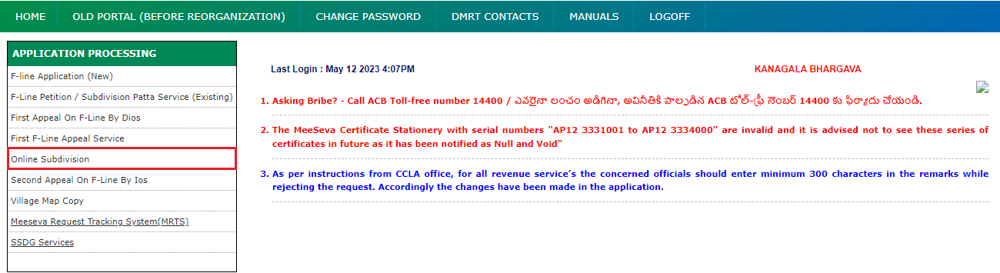 HOME OLD PORTAL (BEFORE REORGANIZATION) CHANGE PASSWORD DMRT CONTACTS MANUALS LOGOFF
APPLICATION PROCESSING
F-line Application (New)
F-Line Petition / Subdivision Patta Service (Existing)
First Appeal On F-Line By Dios
First F-Line Appeal Service
Online Subdivision
Second Appeal On F-Line By Ios
Village Map Copy
Meeseva Request Tracking System(MRTS)
SSDG Services
Last Login : May 12 2023 4:07PM KANAGALA BHARGAVA
1. Asking Bribe? - Call ACB Toll-free number 14400 / ఎవరైనా లంచం అడిగినా, అవినీతికి పాల్పడిన ACB టోల్-ఫ్రీ నెంబర్ 14400 కు ఫిర్యాదు చేయండి.
2. The MeeSeva Certificate Stationery with serial numbers "AP12 3331001 to AP12 3334000" are invalid and it is advised not to see these series of
certificates in future as it has been notified as Null and Void"
3. As per instructions from CCLA office, for all revenue service’s the concerned officials should enter minimum 300 characters in the remarks while
rejecting the request. Accordingly the changes have been made in the application.